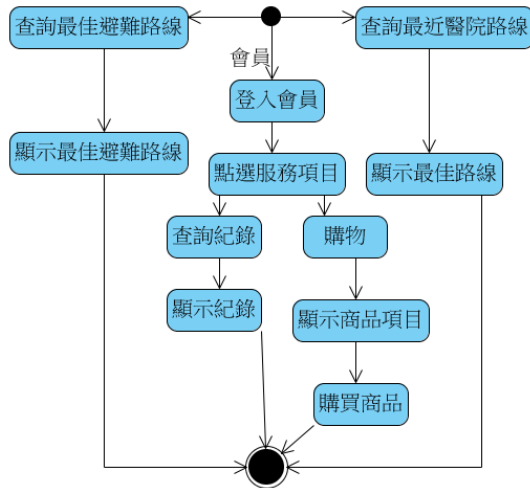 查詢最佳避難路線
查詢最近醫院路線
會員
登入會員
顯示最佳避難路線
點選服務項目
顯示最佳路線
查詢紀錄
購物
顯示紀錄
顯示商品項目
購買商品